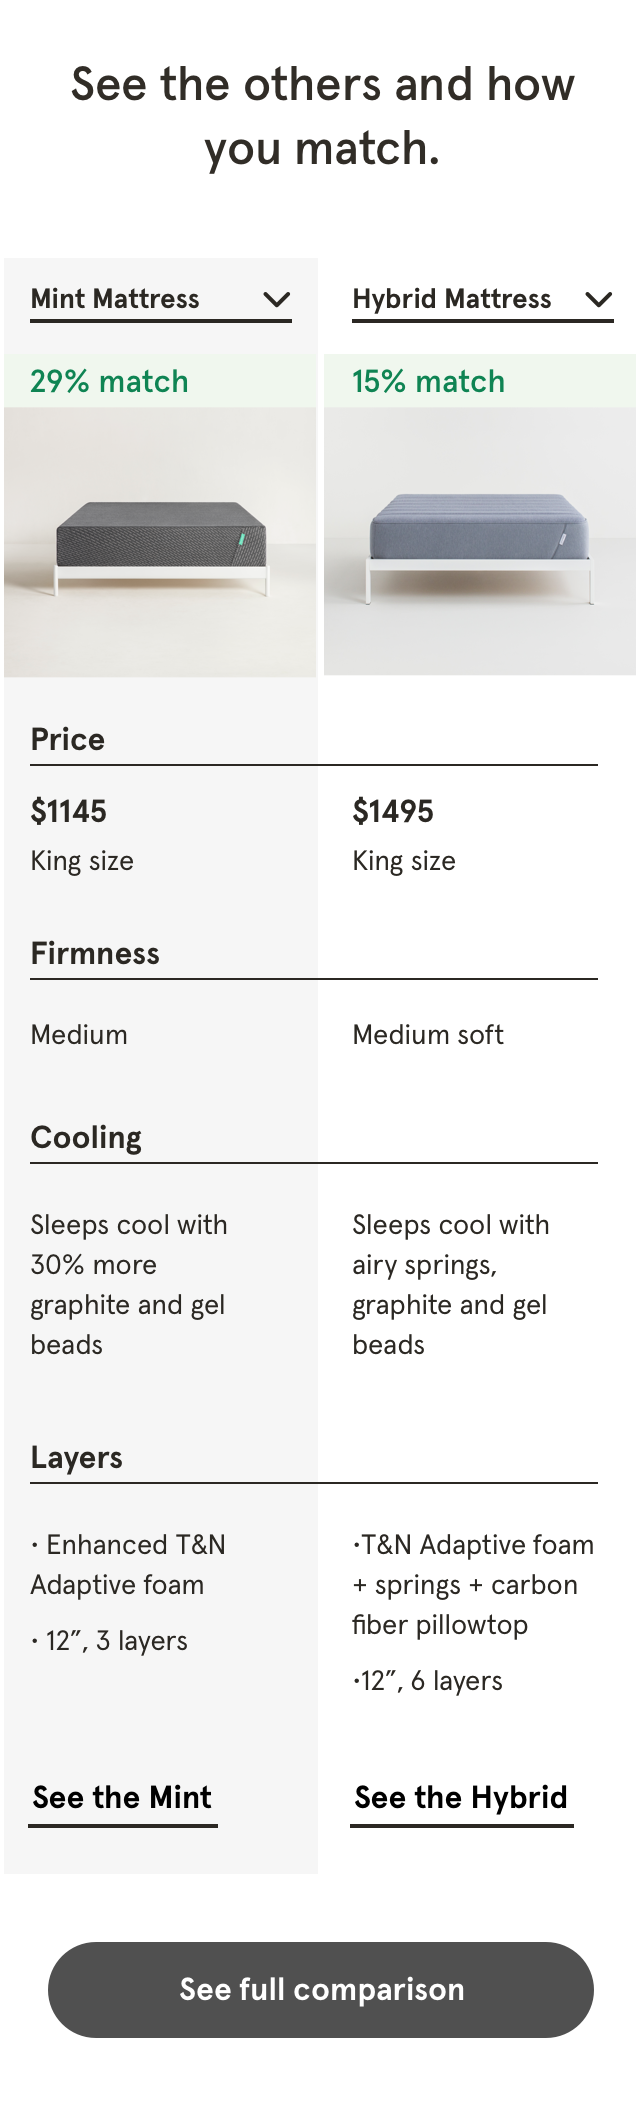 See the others and how
you match.
Mint Mattress
Hybrid Mattress
29% match
15% match
Price
$1145
$1495
King size
King size
Firmness
Medium
Medium soft
Cooling
Sleeps cool with
30% more
graphite and gel
beads
Sleeps cool with
airy springs,
graphite and gel
beads
Layers
· Enhanced T&N
Adaptive foam
· 12”, 3 layers
·T&N Adaptive foam
+ springs + carbon
fiber pillowtop
·12”, 6 layers
See the Mint
See the Hybrid
See full comparison